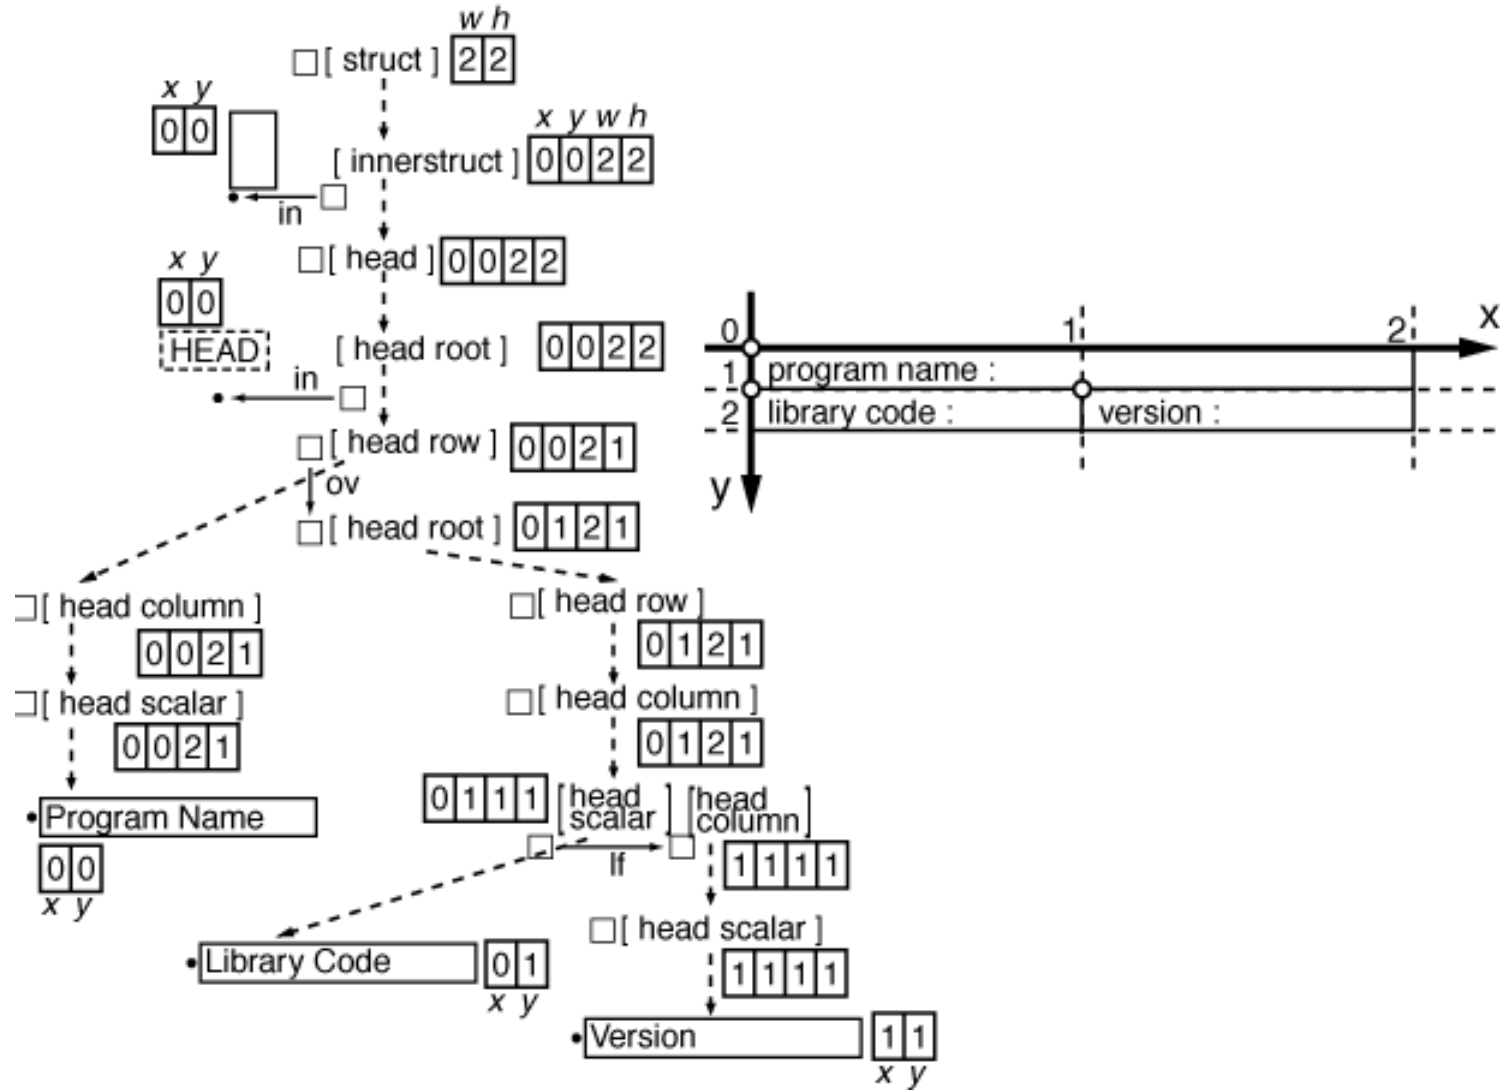 w h
[ struct ] 2 2
x y
0 0
x y w h
[ innerstruct ] 0 0 2 2
in
[ head ] 0 0 2 2
x y
0 0
HEAD
[ head root ] 0 0 2 2
in
[ head row ] 0 0 2 1
ov
[ head root ] 0 1 2 1
[ head column ]
0 0 2 1
[ head scalar ]
0 0 2 1
Program Name
0 0
x y
[ head row ]
0 1 2 1
[ head column ]
0 1 2 1
0 1 1 1 [ head scalar ]
lf
[ head column ]
1 1 1 1
Library Code 0 1
x y
[ head scalar ]
1 1 1 1
Version 1 1
x y
0 1 2 x
1 program name :
2 library code : version :
y